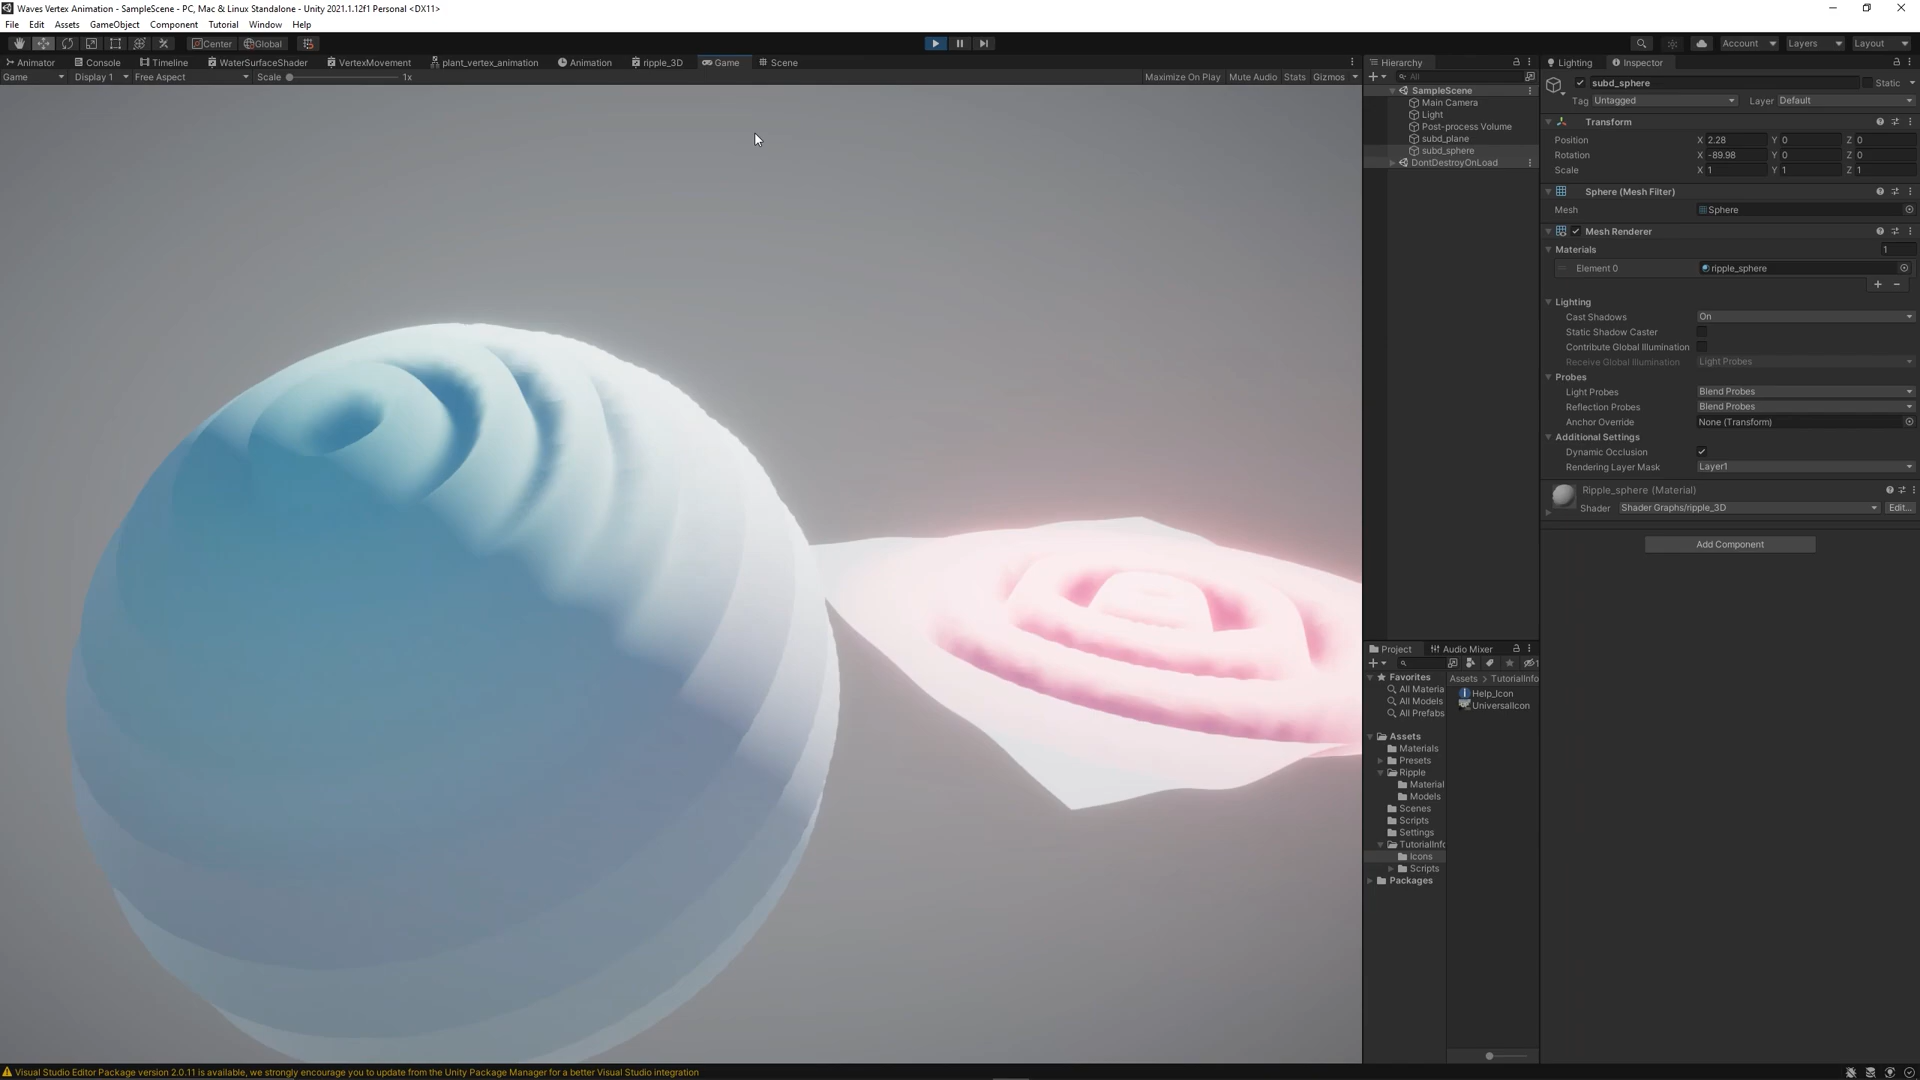 Waves Vertex Animation - SampleScene - PC, Mac & Linux Standalone - Unity 2021.1.12f1 Personal <DX11>
File Edit Assets GameObject Component Tutorial Window Help
Center Global
Account Layers Layout
Animator Console Timeline WaterSurfaceShader VertexMovement plant_vertex_animation Animation ripple_3D Game Scene
Game Display 1 Free Aspect Scale 1x Maximize On Play Mute Audio Stats Gizmos
Hierarchy
All
SampleScene
Main Camera
Light
Post-process Volume
subd_plane
subd_sphere
DontDestroyOnLoad
Project Audio Mixer
Favorites
All Materia
All Models
All Prefabs
Assets
Materials
Presets
Ripple
Material
Models
Scenes
Scripts
Settings
TutorialInfo
Icons
Scripts
Packages
Assets > TutorialInfo
Help_Icon
UniversalIcon
Lighting Inspector
subd_sphere Static
Tag Untagged Layer Default
Transform
Position X 2.28 Y 0 Z 0
Rotation X -89.98 Y 0 Z 0
Scale X 1 Y 1 Z 1
Sphere (Mesh Filter)
Mesh Sphere
Mesh Renderer
Materials 1
Element 0 ripple_sphere
+ −
Lighting
Cast Shadows On
Static Shadow Caster
Contribute Global Illumination
Receive Global Illumination Light Probes
Probes
Light Probes Blend Probes
Reflection Probes Blend Probes
Anchor Override None (Transform)
Additional Settings
Dynamic Occlusion
Rendering Layer Mask Layer1
Ripple_sphere (Material)
Shader Shader Graphs/ripple_3D Edit...
Add Component
Visual Studio Editor Package version 2.0.11 is available, we strongly encourage you to update from the Unity Package Manager for a better Visual Studio integration